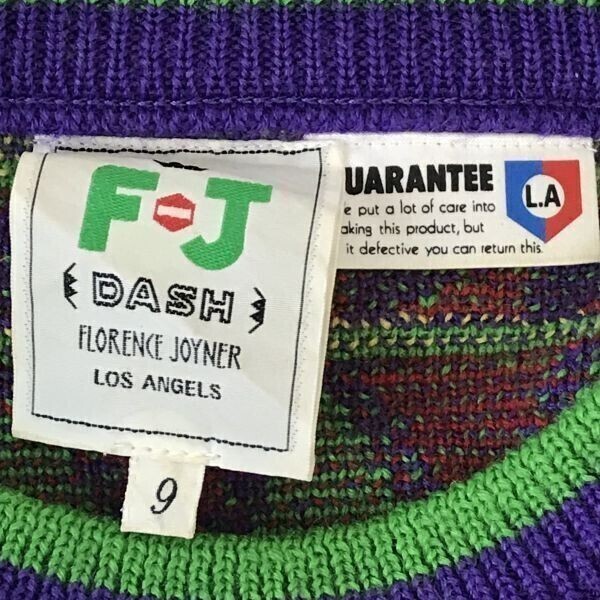 F-J
DASH
FLORENCE JOYNER
LOS ANGELS
9
UARANTEE
e put a lot of care into
aking this product, but
it defective you can return this.
L.A